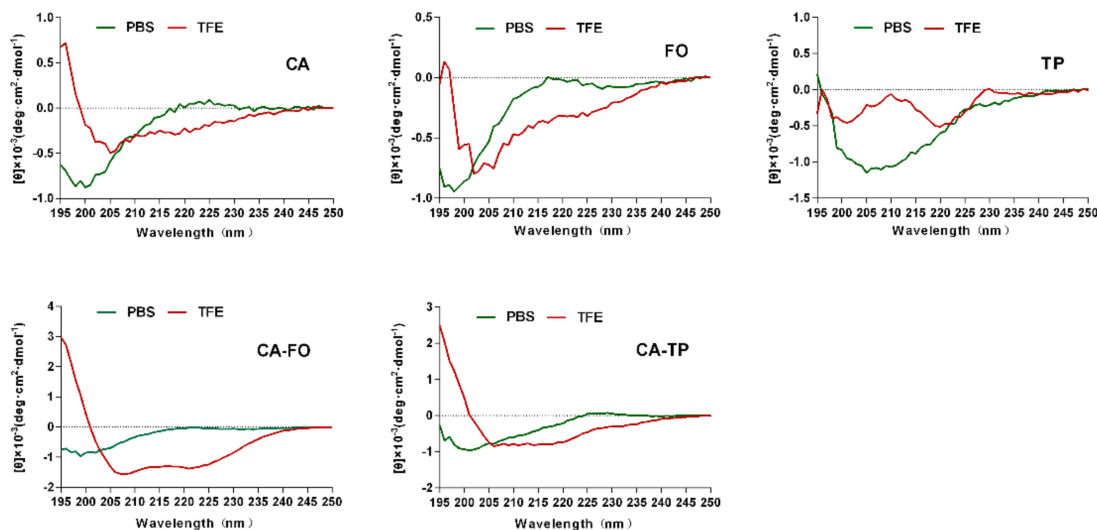 PBS TFE
CA
[θ]×10⁻³(deg·cm²·dmol⁻¹)
1.0
0.5
0.0
-0.5
-1.0
195 200 205 210 215 220 225 230 235 240 245 250
Wavelength (nm)
PBS TFE
FO
[θ]×10⁻³(deg·cm²·dmol⁻¹)
0.5
0.0
-0.5
-1.0
195 200 205 210 215 220 225 230 235 240 245 250
Wavelength (nm)
PBS TFE
TP
[θ]×10⁻³(deg·cm²·dmol⁻¹)
1.0
0.5
0.0
-0.5
-1.0
-1.5
195 200 205 210 215 220 225 230 235 240 245 250
Wavelength (nm)
PBS TFE
CA-FO
[θ]×10⁻³(deg·cm²·dmol⁻¹)
4
3
2
1
0
-1
-2
195 200 205 210 215 220 225 230 235 240 245 250
Wavelength (nm)
PBS TFE
CA-TP
[θ]×10⁻³(deg·cm²·dmol⁻¹)
3
2
1
0
-1
-2
195 200 205 210 215 220 225 230 235 240 245 250
Wavelength (nm)